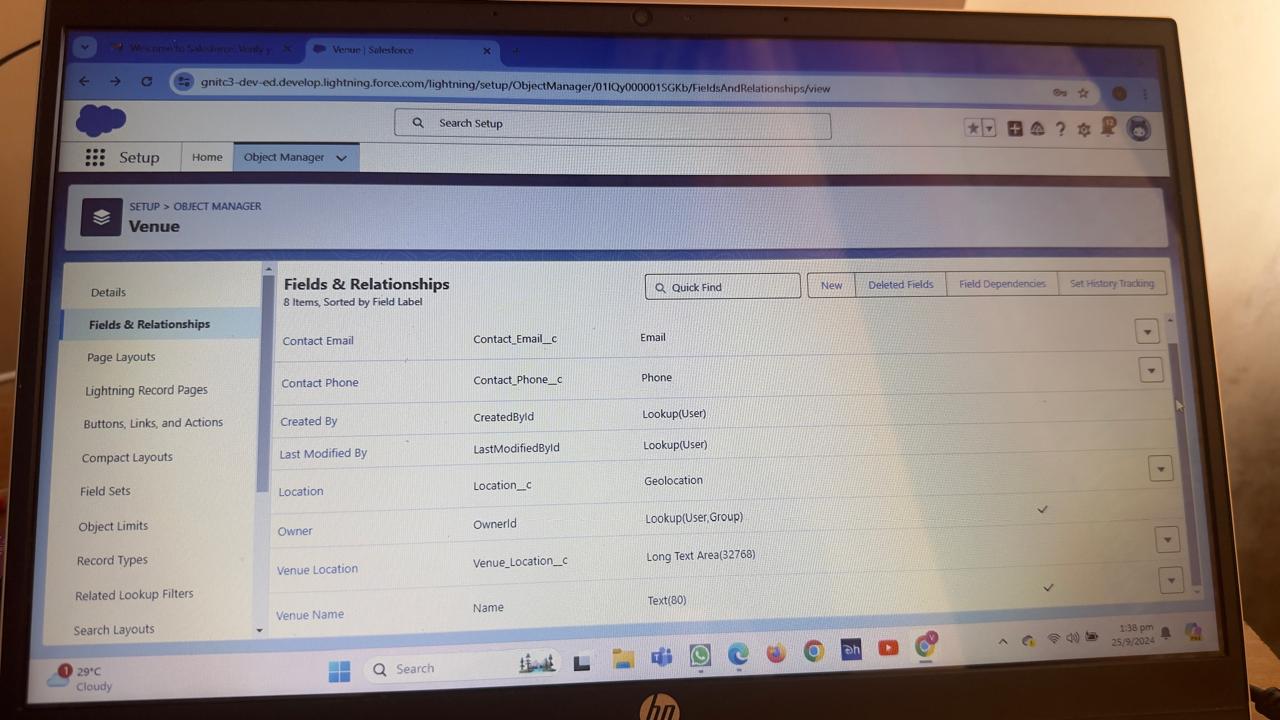 Welcome to Salesforce: Verify y
Venue | Salesforce
gnitc3-dev-ed.develop.lightning.force.com/lightning/setup/ObjectManager/01IQy000001SGKb/FieldsAndRelationships/view
Search Setup
12
Setup
Home
Object Manager
SETUP > OBJECT MANAGER
Venue
Details
Fields & Relationships
Page Layouts
Lightning Record Pages
Buttons, Links, and Actions
Compact Layouts
Field Sets
Object Limits
Record Types
Related Lookup Filters
Search Layouts
Fields & Relationships
8 Items, Sorted by Field Label
Quick Find
New
Deleted Fields
Field Dependencies
Set History Tracking
Contact Email Contact_Email__c Email
Contact Phone Contact_Phone__c Phone
Created By CreatedById Lookup(User)
Last Modified By LastModifiedById Lookup(User)
Location Location__c Geolocation
Owner OwnerId Lookup(User,Group)
Venue Location Venue_Location__c Long Text Area(32768)
Venue Name Name Text(80)
1
29°C
Cloudy
Search
1:38 pm
25/9/2024
hp